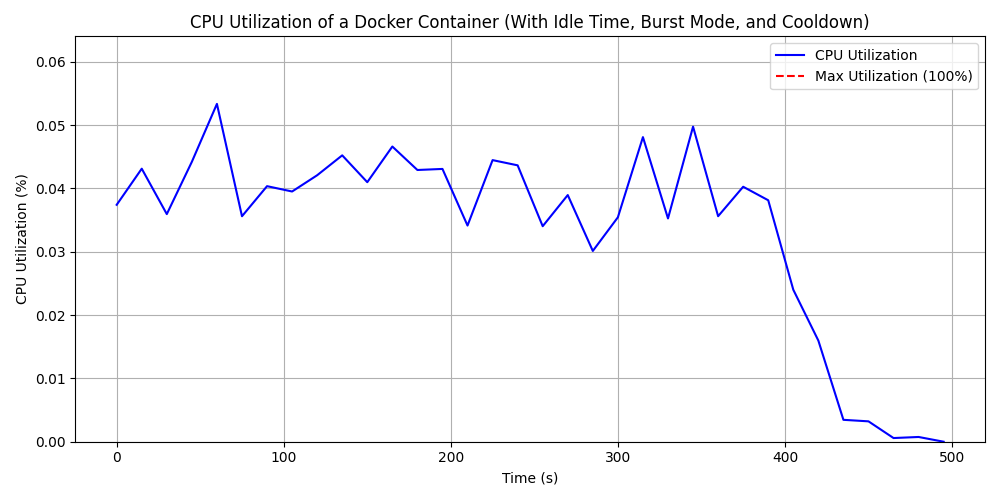 CPU Utilization of a Docker Container (With Idle Time, Burst Mode, and Cooldown)
CPU Utilization
Max Utilization (100%)
CPU Utilization (%)
0.06
0.05
0.04
0.03
0.02
0.01
0.00
0 100 200 300 400 500
Time (s)